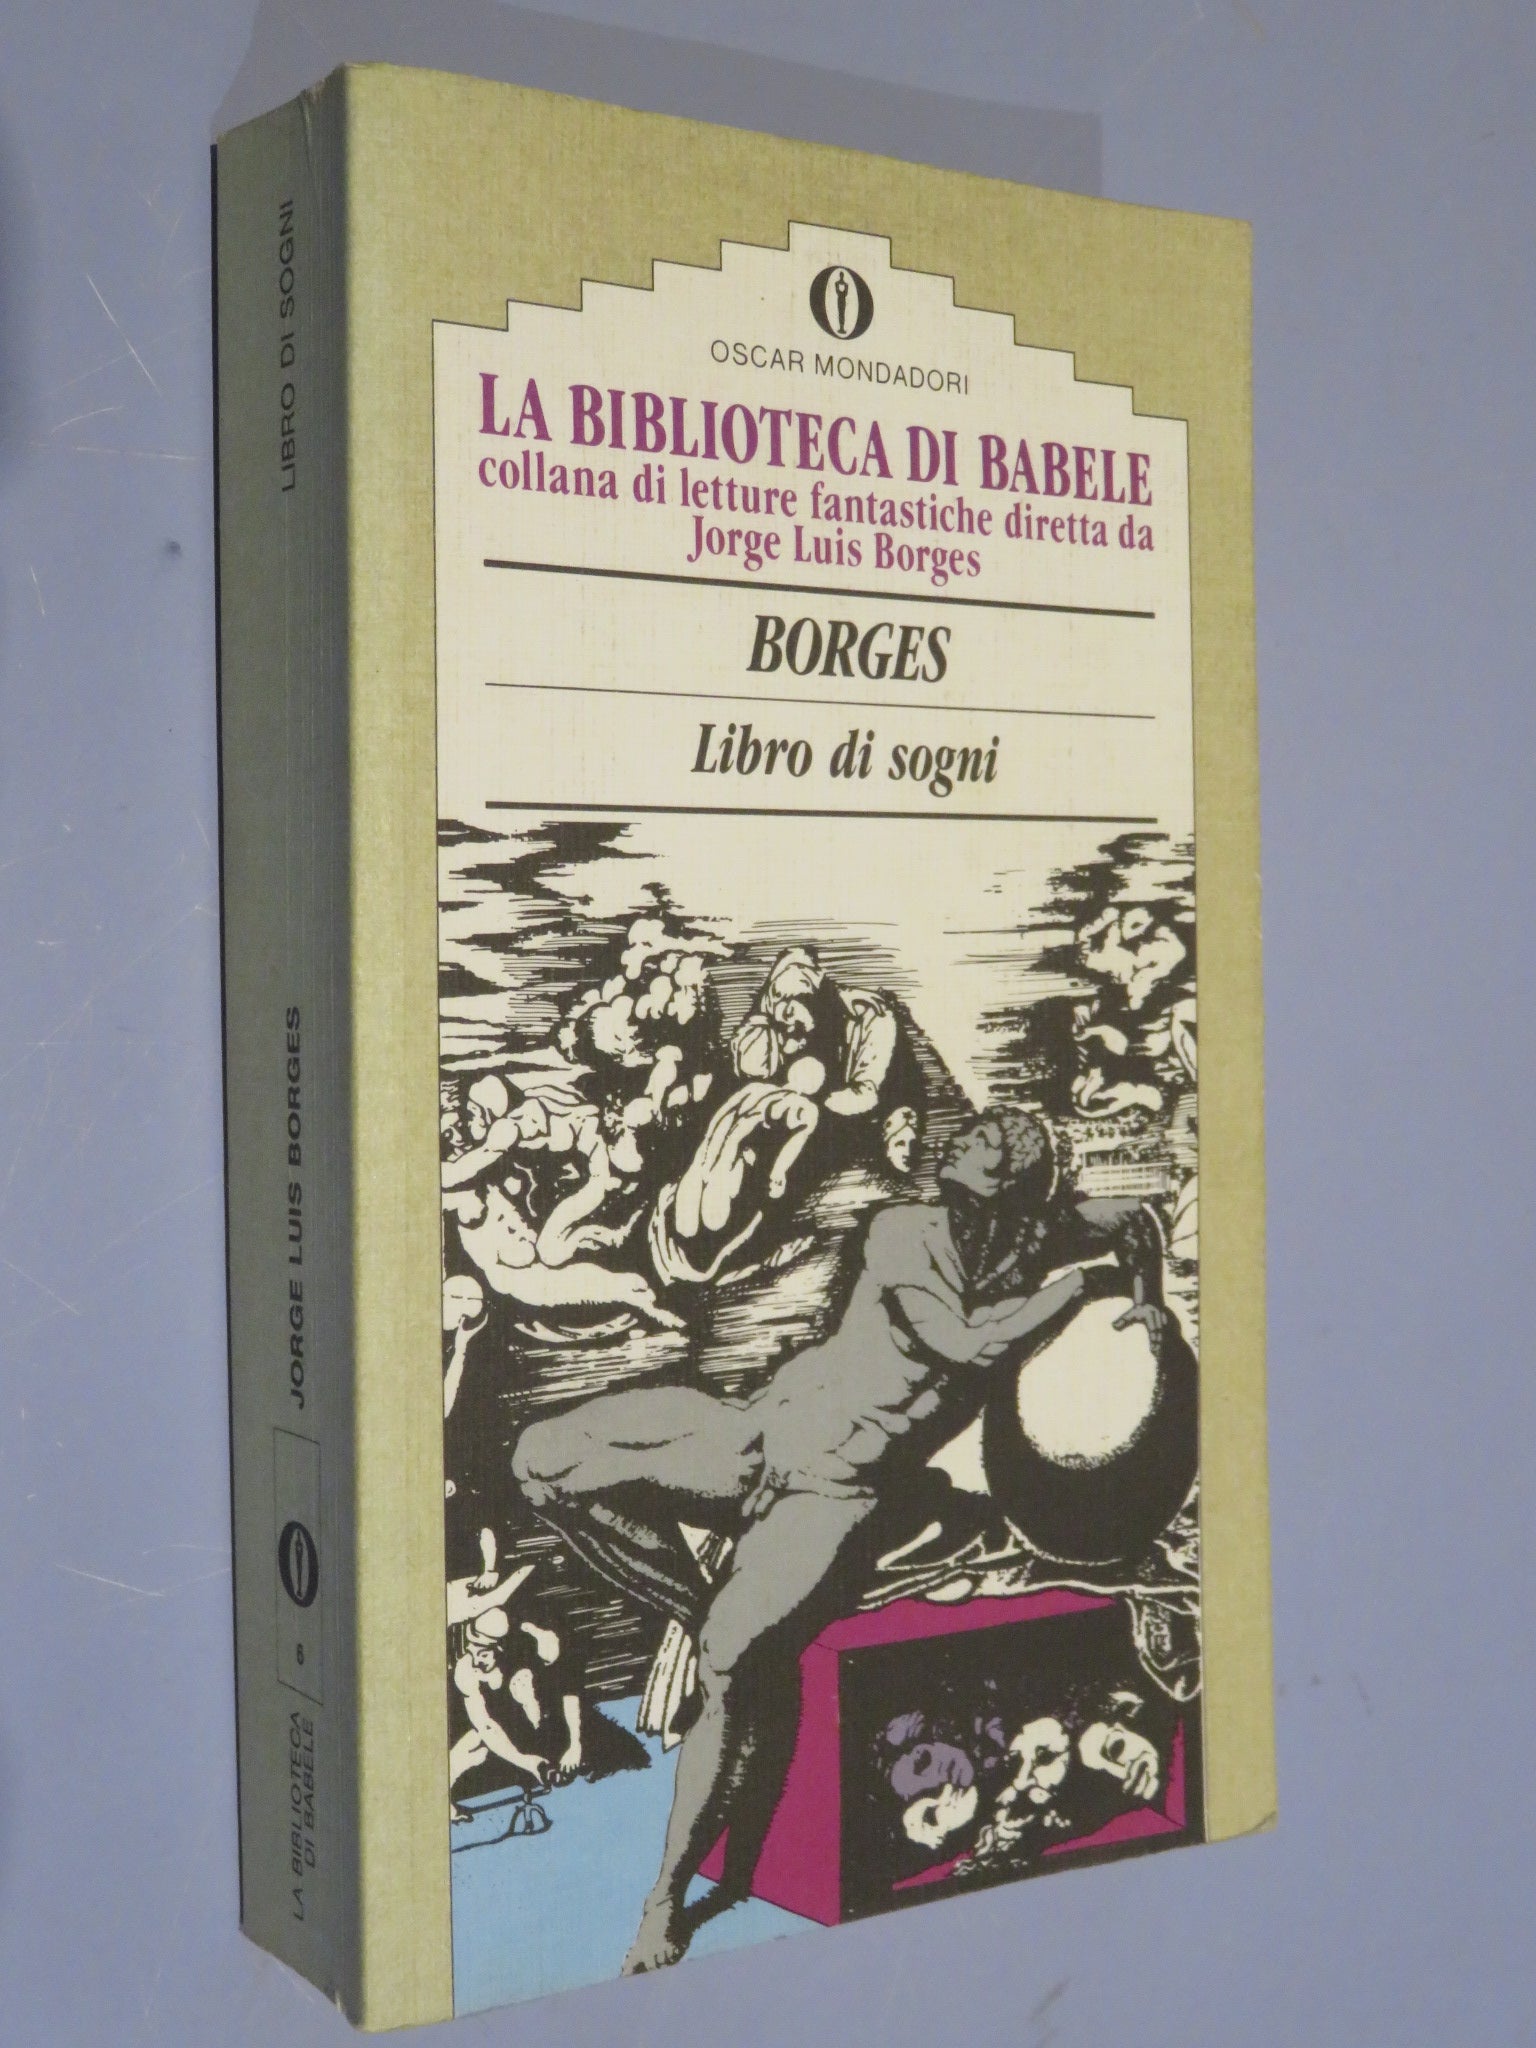 OSCAR MONDADORI
LA BIBLIOTECA DI BABELE
collana di letture fantastiche diretta da
Jorge Luis Borges
BORGES
Libro di sogni
LIBRO DI SOGNI
JORGE LUIS BORGES
6
LA BIBLIOTECA
DI BABELE